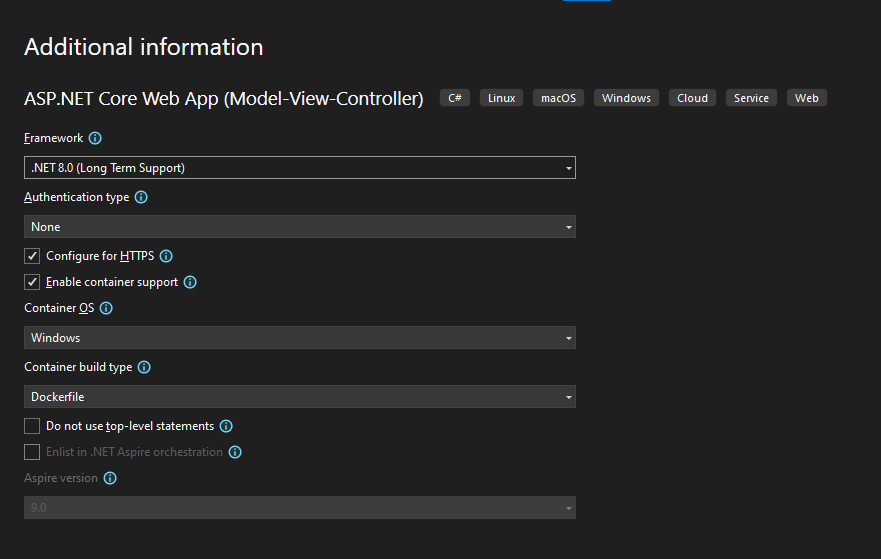 Additional information
ASP.NET Core Web App (Model-View-Controller) C# Linux macOS Windows Cloud Service Web
Framework
.NET 8.0 (Long Term Support)
Authentication type
None
Configure for HTTPS
Enable container support
Container OS
Windows
Container build type
Dockerfile
Do not use top-level statements
Enlist in .NET Aspire orchestration
Aspire version
9.0